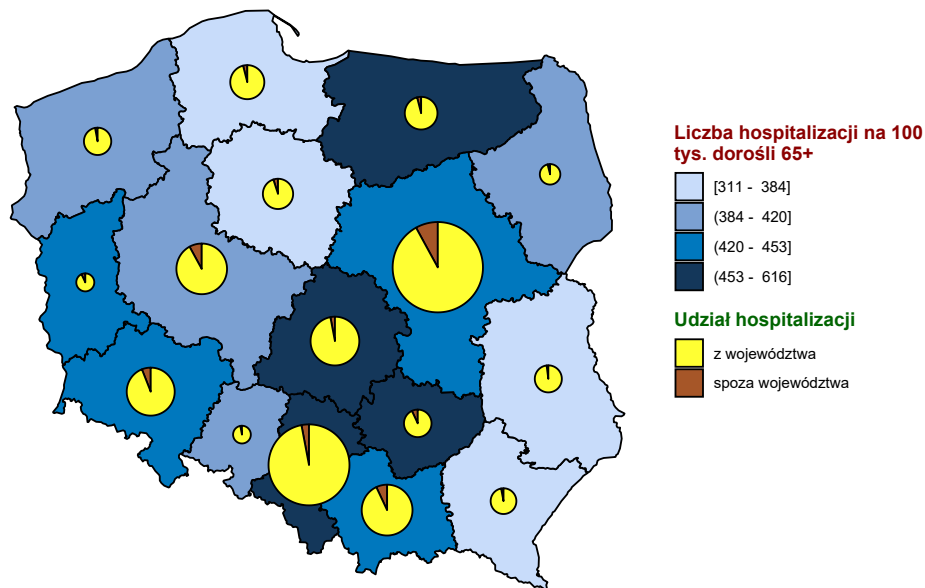 Liczba hospitalizacji na 100
tys. dorośli 65+
[311 - 384]
(384 - 420]
(420 - 453]
(453 - 616]
Udział hospitalizacji
z województwa
spoza województwa